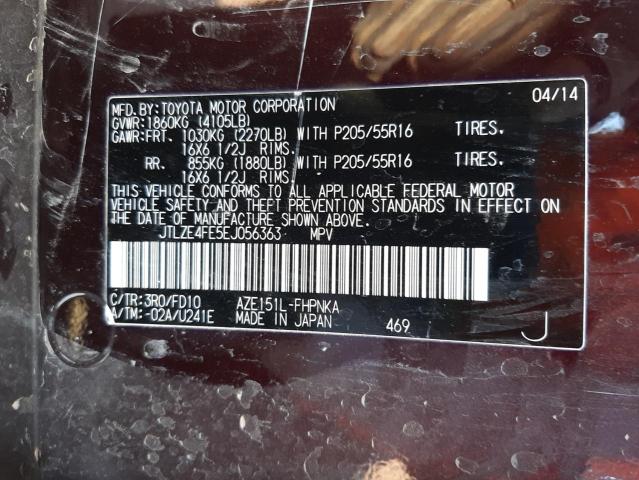 04/14
MFD.BY:TOYOTA MOTOR CORPORATION
GVWR:1860KG (4105LB)
GAWR:FRT. 1030KG (2270LB) WITH P205/55R16 TIRES.
16X6 1/2J RIMS.
RR. 855KG (1880LB) WITH P205/55R16 TIRES.
16X6 1/2J RIMS.
THIS VEHICLE CONFORMS TO ALL APPLICABLE FEDERAL MOTOR
VEHICLE SAFETY AND THEFT PREVENTION STANDARDS IN EFFECT ON
THE DATE OF MANUFACTURE SHOWN ABOVE.
JTLZE4FE5EJ056363 MPV
C/TR:3R0/FD10 AZE151L-FHPNKA
A/TM:-02A/U241E MADE IN JAPAN 469 J